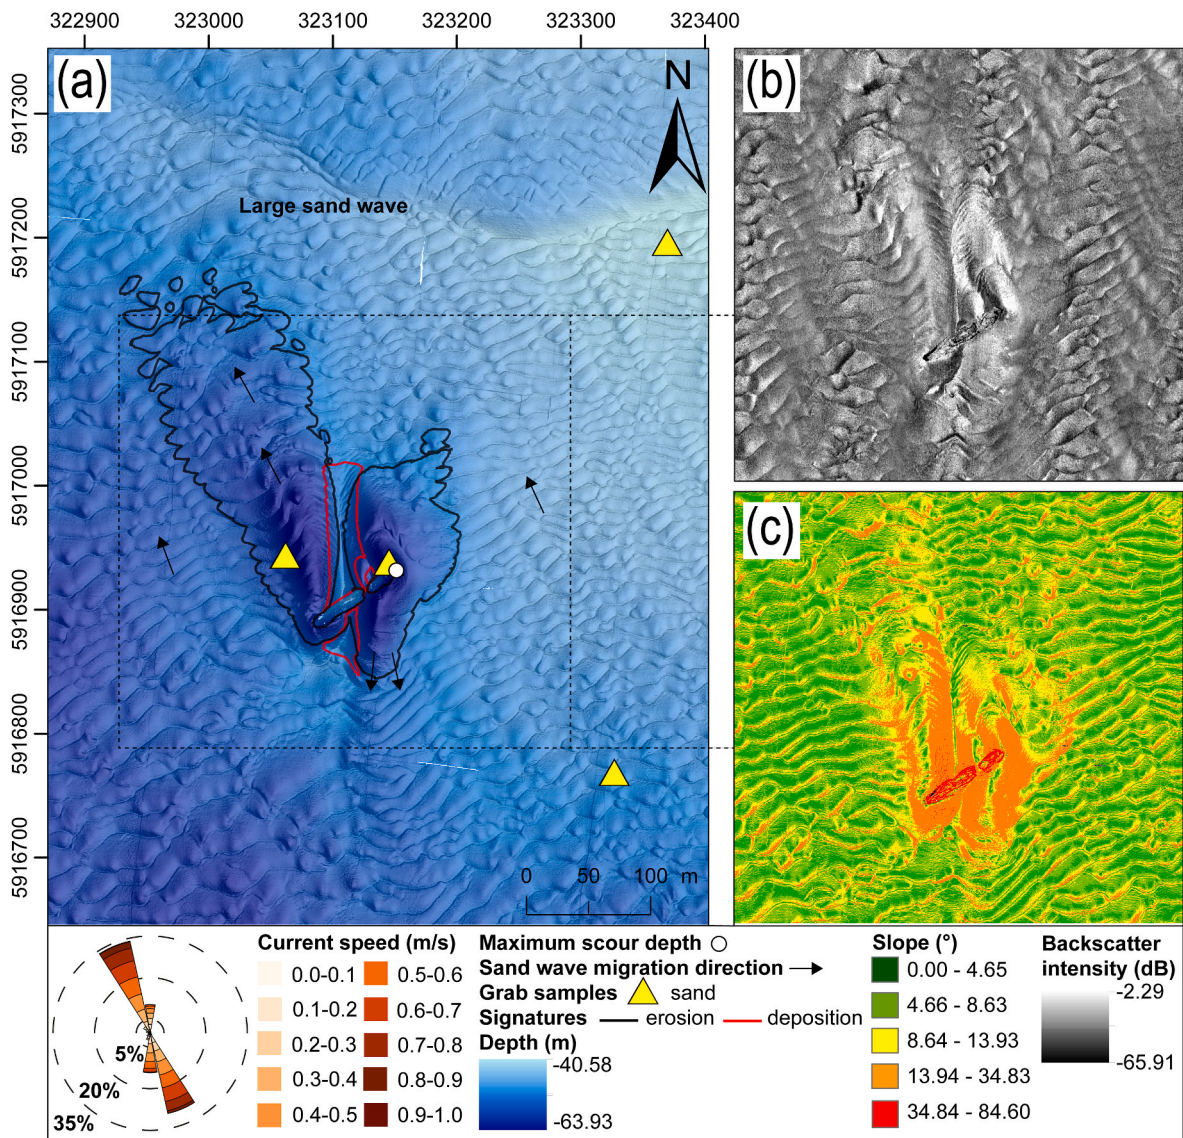 322900 323000 323100 323200 323300 323400
5917300
5917200
5917100
5917000
5916900
5916800
5916700
(a)
N
Large sand wave
0 50 100 m
(b)
(c)
5%
20%
35%
Current speed (m/s)
0.0-0.1
0.1-0.2
0.2-0.3
0.3-0.4
0.4-0.5
0.5-0.6
0.6-0.7
0.7-0.8
0.8-0.9
0.9-1.0
Maximum scour depth
Sand wave migration direction
Grab samples sand
Signatures erosion deposition
Depth (m)
-40.58
-63.93
Slope (°)
0.00 - 4.65
4.66 - 8.63
8.64 - 13.93
13.94 - 34.83
34.84 - 84.60
Backscatter
intensity (dB)
-2.29
-65.91